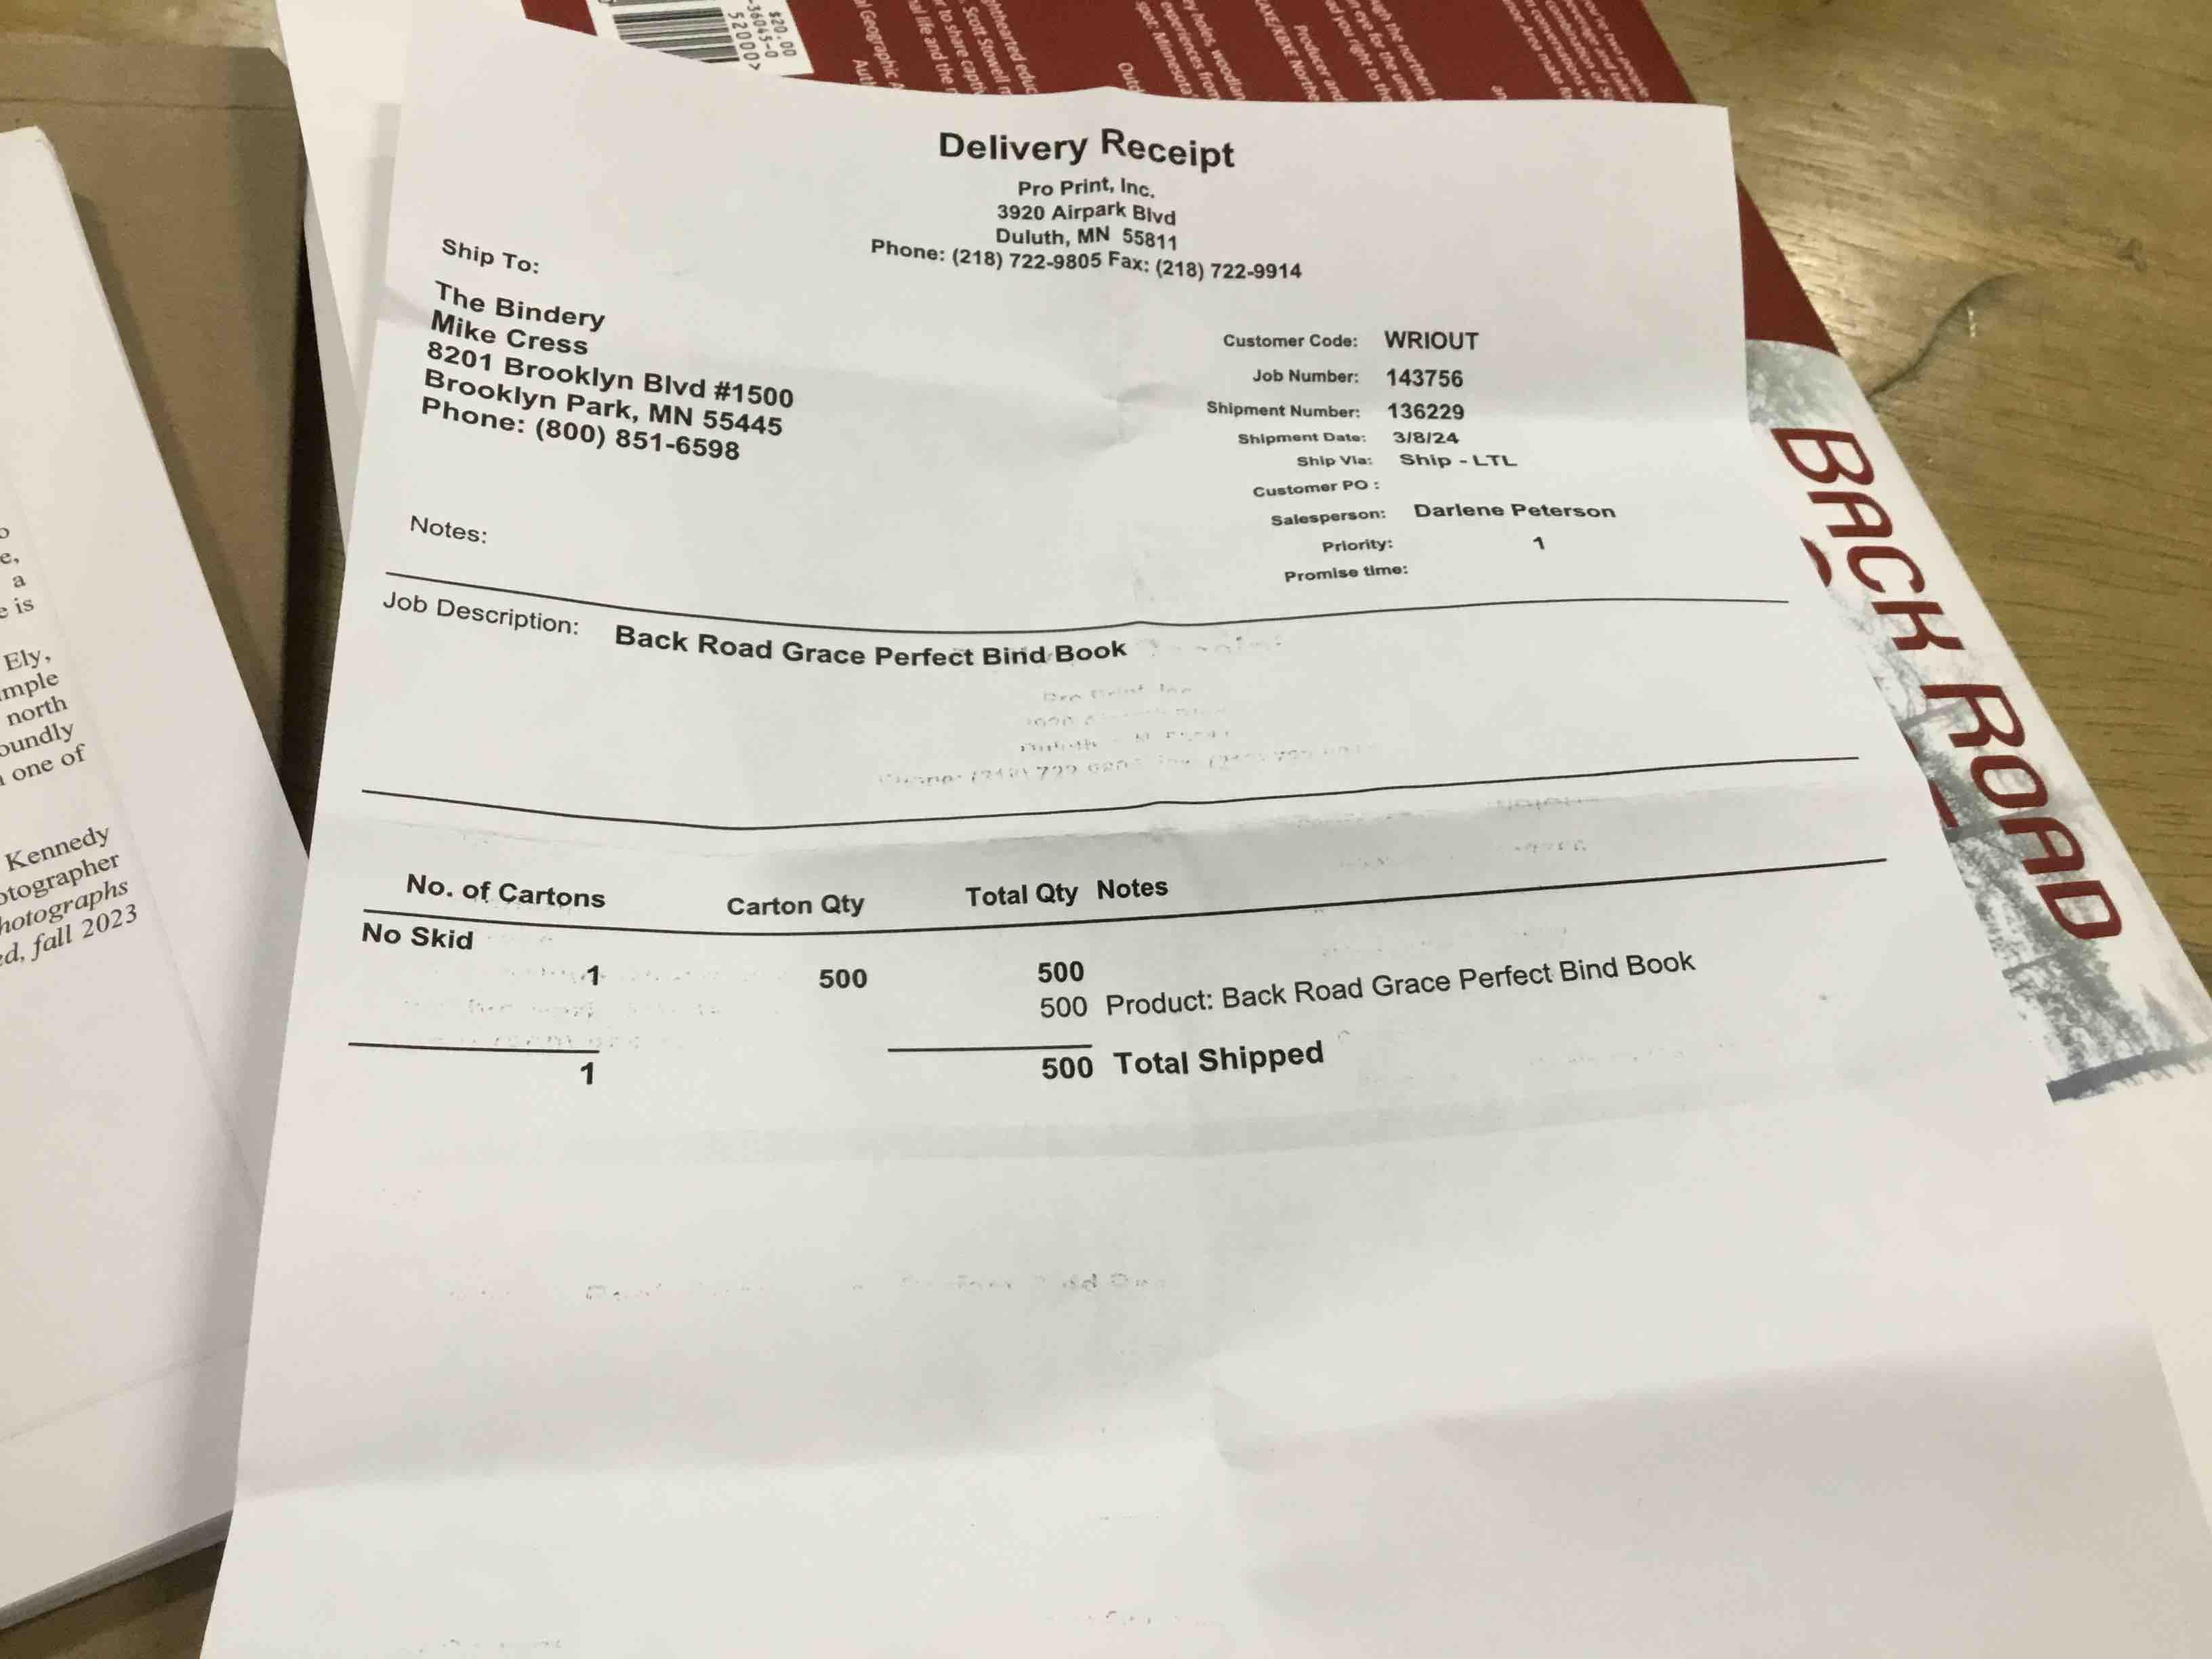 $20.00
52000>
Delivery Receipt
Pro Print, Inc.
3920 Airpark Blvd
Duluth, MN 55811
Phone: (218) 722-9805 Fax: (218) 722-9914
Ship To:
The Bindery
Mike Cress
8201 Brooklyn Blvd #1500
Brooklyn Park, MN 55445
Phone: (800) 851-6598
Customer Code: WRIOUT
Job Number: 143756
Shipment Number: 136229
Shipment Date: 3/8/24
Ship Via: Ship - LTL
Customer PO :
Salesperson: Darlene Peterson
Priority: 1
Promise time:
Notes:
Job Description: Back Road Grace Perfect Bind Book
No. of Cartons Carton Qty Total Qty Notes
No Skid
1 500 500
500 Product: Back Road Grace Perfect Bind Book
1 500 Total Shipped
BACK ROAD
a
is
Ely,
north
one of
Kennedy
fall 2023